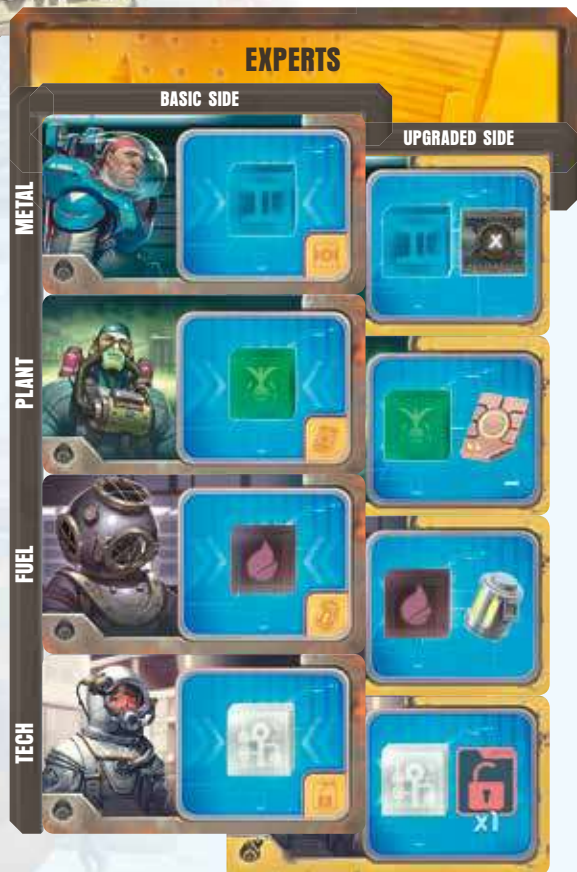 EXPERTS
BASIC SIDE
UPGRADED SIDE
METAL
X
PLANT
FUEL
TECH
X1